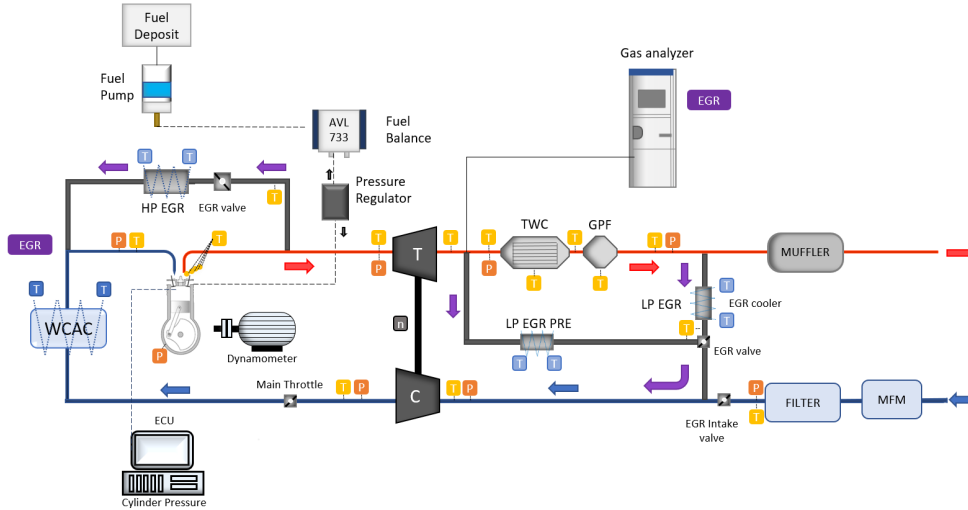 Fuel
Deposit
Gas analyzer
Fuel
Pump
EGR
AVL
733
Fuel
Balance
T
T
Pressure
Regulator
HP EGR
EGR valve
T
TWC
GPF
EGR
P
T
T
T
T
T
T
T
P
T
P
P
T
T
MUFFLER
T
T
T
T
LP EGR
EGR cooler
WCAC
n
LP EGR PRE
T
T
P
Dynamometer
T
T
EGR valve
Main Throttle
T
P
C
T
P
P
T
FILTER
MFM
EGR Intake
valve
ECU
Cylinder Pressure